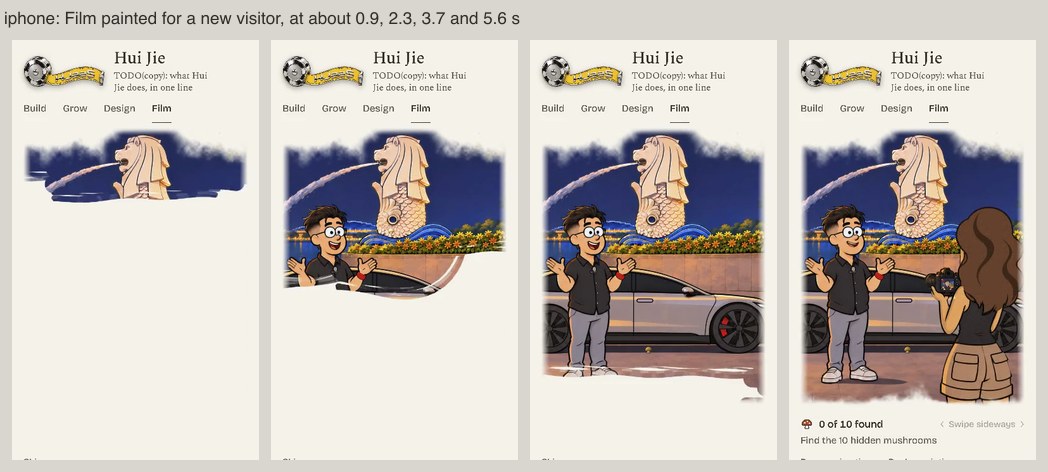 iphone: Film painted for a new visitor, at about 0.9, 2.3, 3.7 and 5.6 s
Hui Jie
TODO(copy): what Hui
Jie does, in one line
Build Grow Design Film
Hui Jie
TODO(copy): what Hui
Jie does, in one line
Build Grow Design Film
Hui Jie
TODO(copy): what Hui
Jie does, in one line
Build Grow Design Film
Hui Jie
TODO(copy): what Hui
Jie does, in one line
Build Grow Design Film
0 of 10 found
< Swipe sideways >
Find the 10 hidden mushrooms